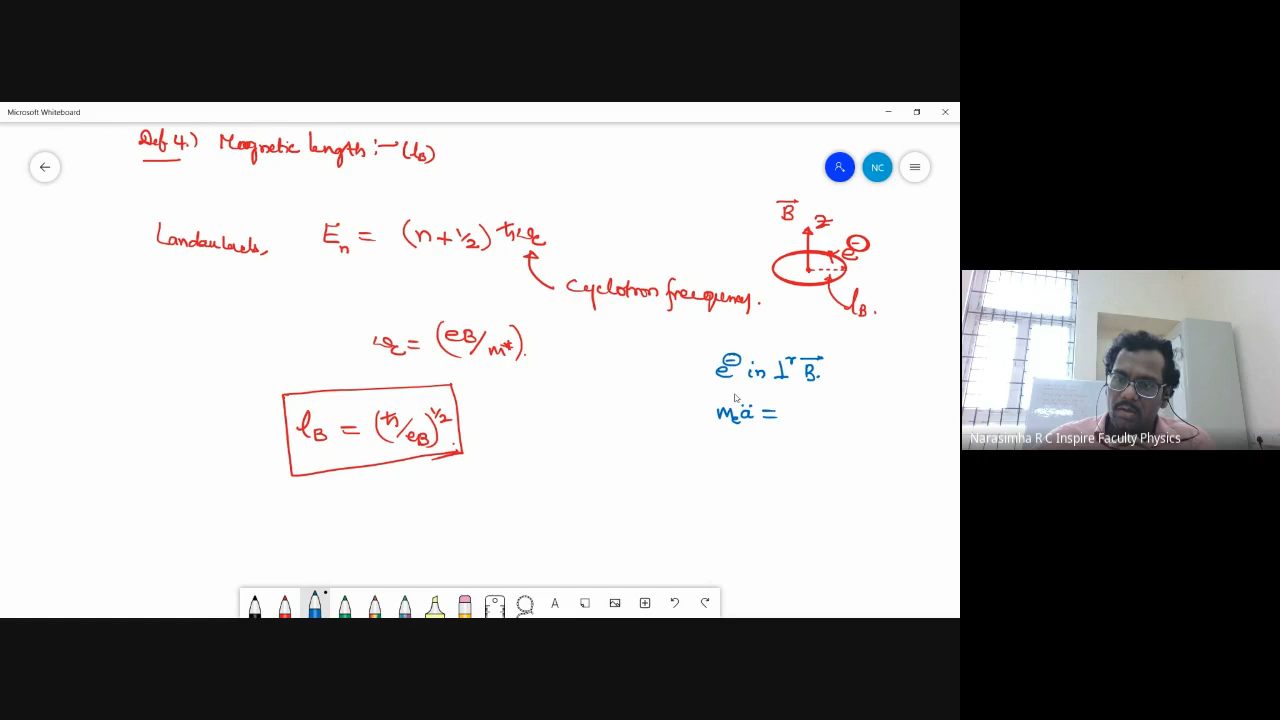 Microsoft Whiteboard
Def 4.) Magnetic length :- (lB)
NC
B z
Landau levels, En = (n + 1/2) ħωc
e-
cyclotron frequency.
lB.
ωc = (eB/m*).
e- in ⊥r B.
lB = (ħ/eB)^1/2.
meä =
Narasimha R C Inspire Faculty Physics
A